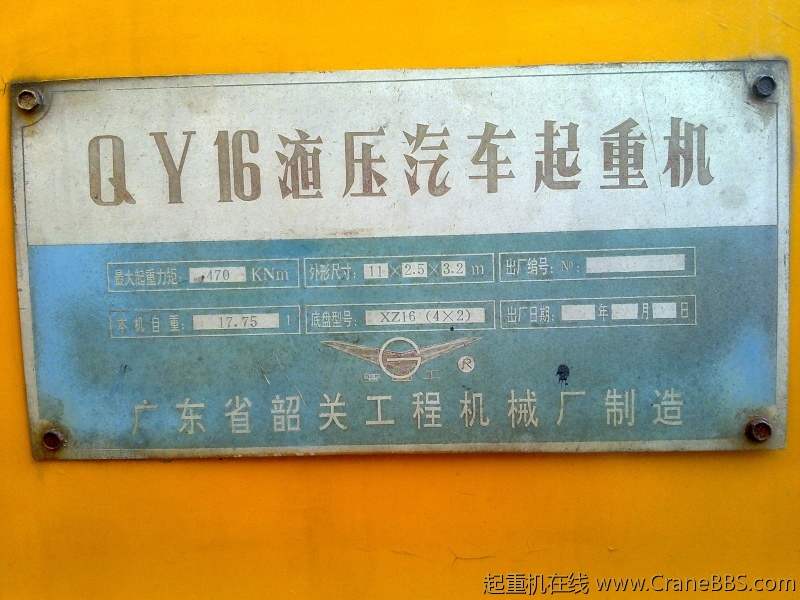 QY16液压汽车起重机
最大起重力矩: 470 KNm 外形尺寸: 11×2.5×3.2 m 出厂编号: №:
本机自重: 17.75 t 底盘型号: XZ16 (4×2) 出厂日期: 年 月 日
®
广东省韶关工程机械厂制造
起重机在线 www.CraneBBS.com